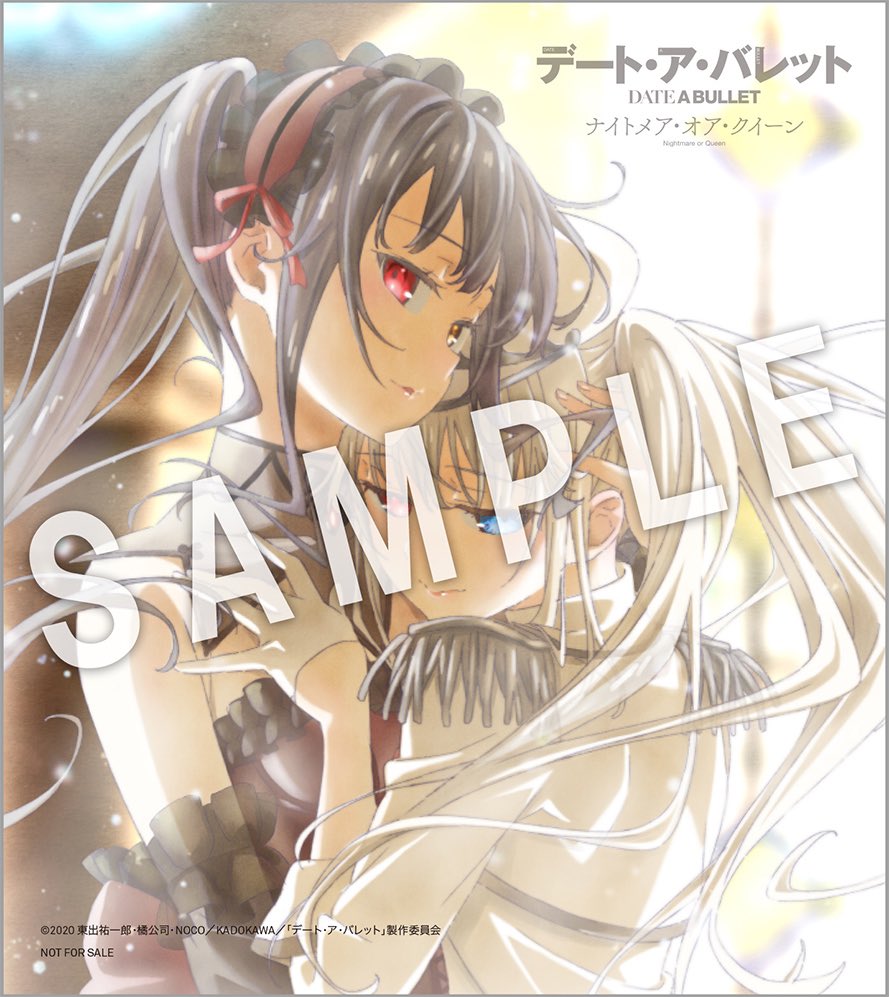 デート・ア・バレット
DATE A BULLET
ナイトメア・オア・クイーン
Nightmare or Queen
SAMPLE
©2020 東出祐一郎・橘公司・NOCO／KADOKAWA／「デート・ア・バレット」製作委員会
NOT FOR SALE